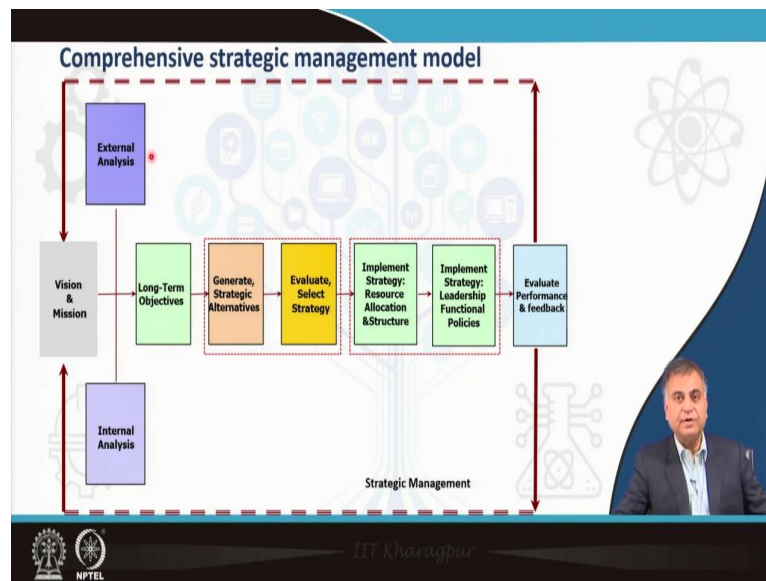 Comprehensive strategic management model
External
Analysis
Vision
&
Mission
Long-Term
Objectives
Generate,
Strategic
Alternatives
Evaluate,
Select
Strategy
Implement
Strategy:
Resource
Allocation
&Structure
Implement
Strategy:
Leadership
Functional
Policies
Evaluate
Performance
& feedback
Internal
Analysis
Strategic Management
IIT Kharagpur
NPTEL